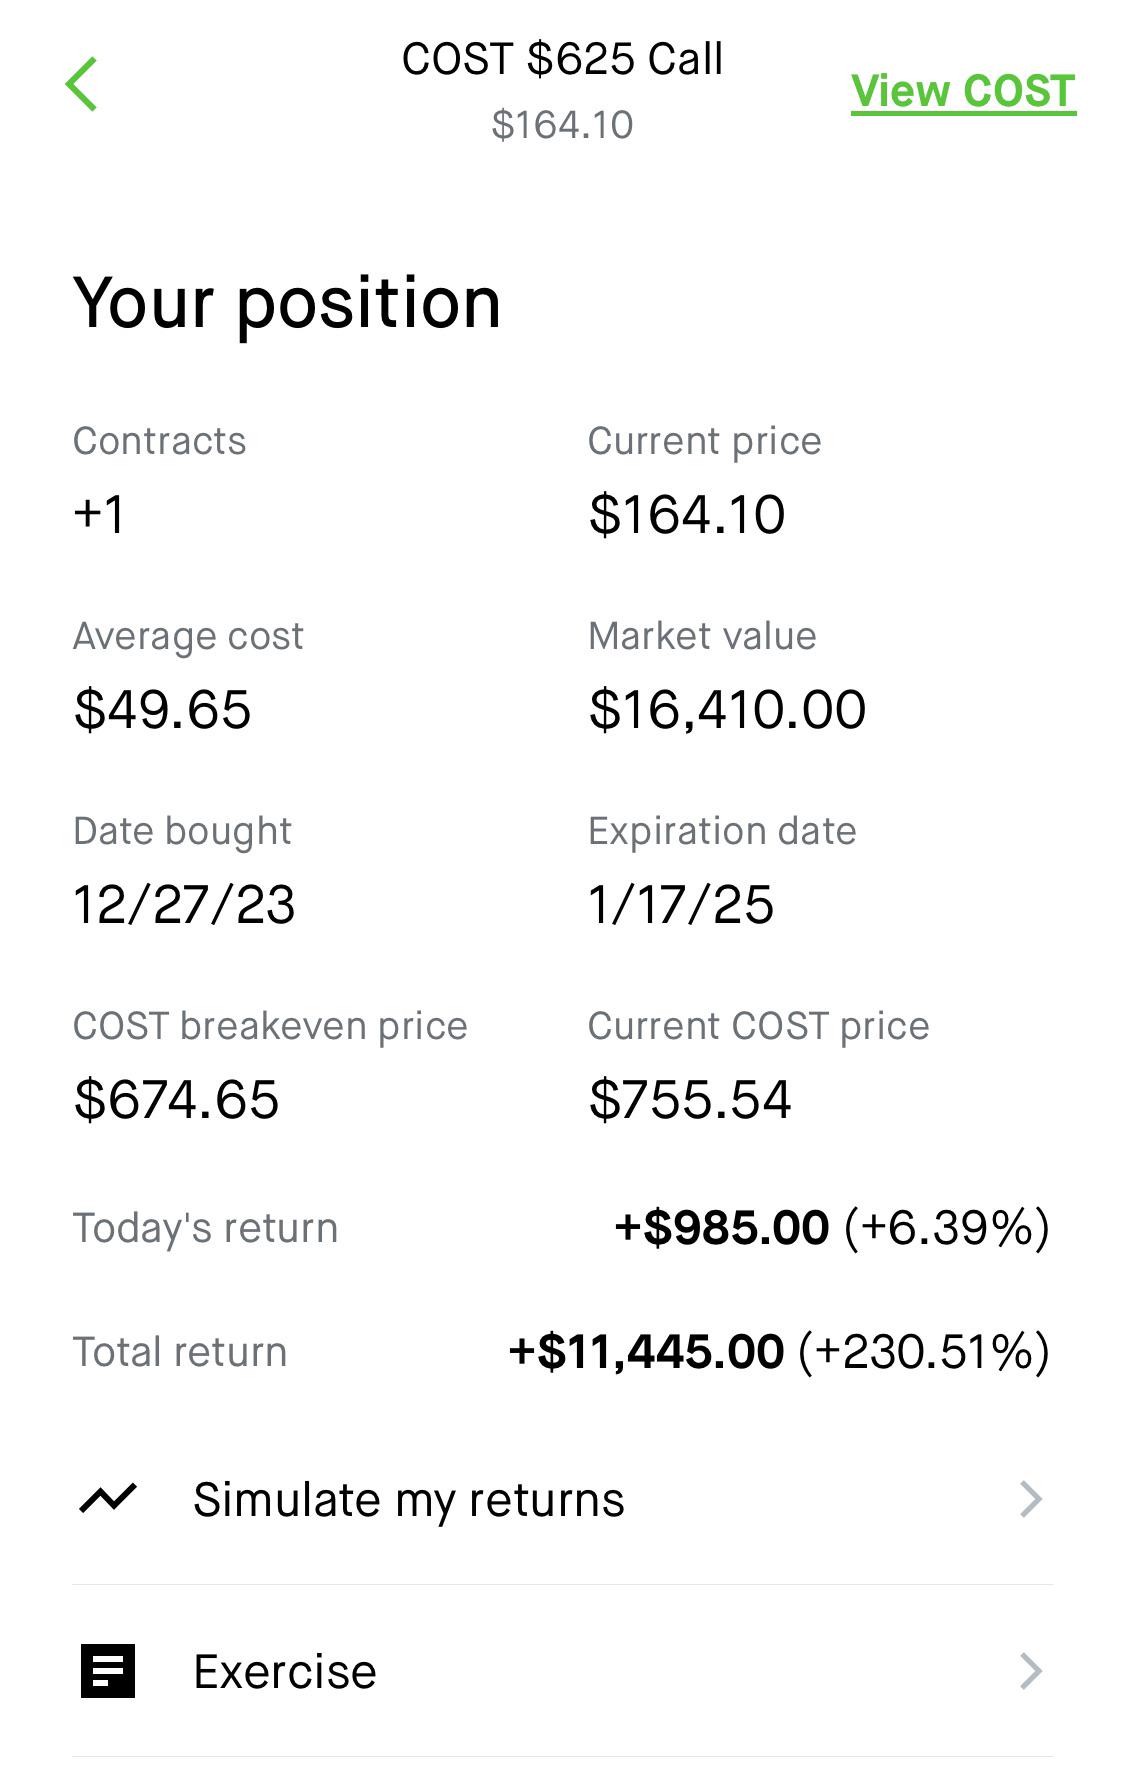 COST $625 Call
$164.10
View COST
Your position
Contracts
+1
Current price
$164.10
Average cost
$49.65
Market value
$16,410.00
Date bought
12/27/23
Expiration date
1/17/25
COST breakeven price
$674.65
Current COST price
$755.54
Today's return +$985.00 (+6.39%)
Total return +$11,445.00 (+230.51%)
Simulate my returns
Exercise